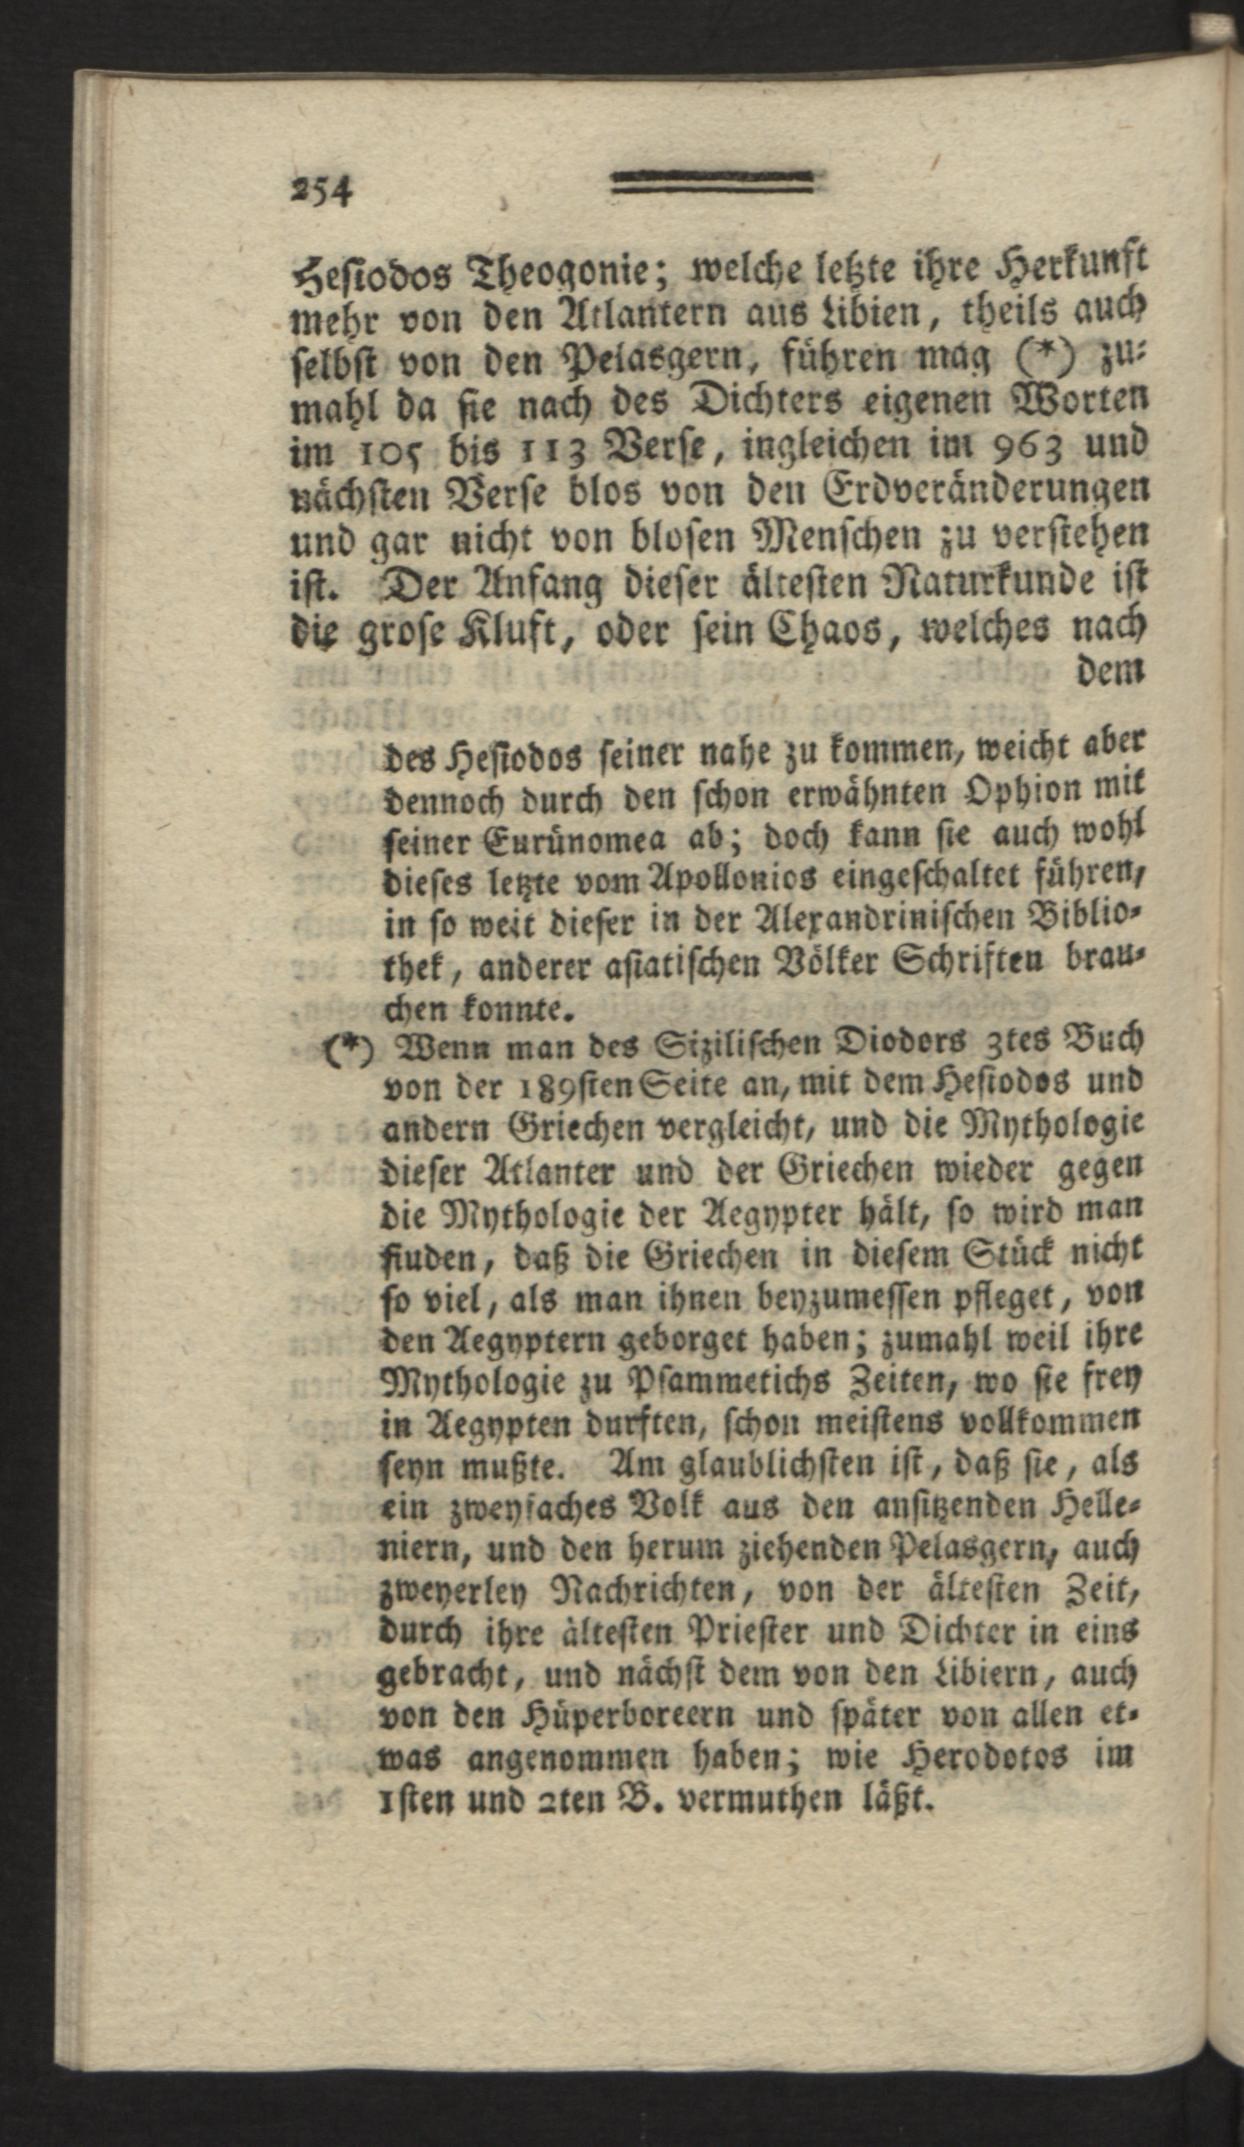 254
Hesiodos Theogonie; welche letzte ihre Herkunft
mehr von den Atlantern aus Libien, theils auch
selbst von den Pelasgern, führen mag (*) zu-
mahl da sie nach des Dichters eigenen Worten
im 105 bis 113 Verse, ingleichen im 963 und
nächsten Verse blos von den Erdveränderungen
und gar nicht von blosen Menschen zu verstehen
ist. Der Anfang dieser ältesten Naturkunde ist
die grose Kluft, oder sein Chaos, welches nach
dem
des Hesiodos seiner nahe zu kommen, weicht aber
dennoch durch den schon erwähnten Ophion mit
seiner Eurünomea ab; doch kann sie auch wohl
dieses letzte vom Apollonios eingeschaltet führen,
in so weit dieser in der Alexandrinischen Biblio-
thek, anderer asiatischen Völker Schriften brau-
chen konnte.
(*) Wenn man des Sizilischen Diodors 3tes Buch
von der 189sten Seite an, mit dem Hesiodos und
andern Griechen vergleicht, und die Mythologie
dieser Atlanter und der Griechen wieder gegen
die Mythologie der Aegypter hält, so wird man
fiuden, daß die Griechen in diesem Stück nicht
so viel, als man ihnen beyzumessen pfleget, von
den Aegyptern geborget haben; zumahl weil ihre
Mythologie zu Psammetichs Zeiten, wo sie frey
in Aegypten durften, schon meistens vollkommen
seyn mußte. Am glaublichsten ist, daß sie, als
ein zweyfaches Volk aus den ansitzenden Helle-
niern, und den herum ziehenden Pelasgern, auch
zweyerley Nachrichten, von der ältesten Zeit,
durch ihre ältesten Priester und Dichter in eins
gebracht, und nächst dem von den Libiern, auch
von den Hüperboreern und später von allen et-
was angenommen haben; wie Herodotos im
1sten und 2ten B. vermuthen läßt.